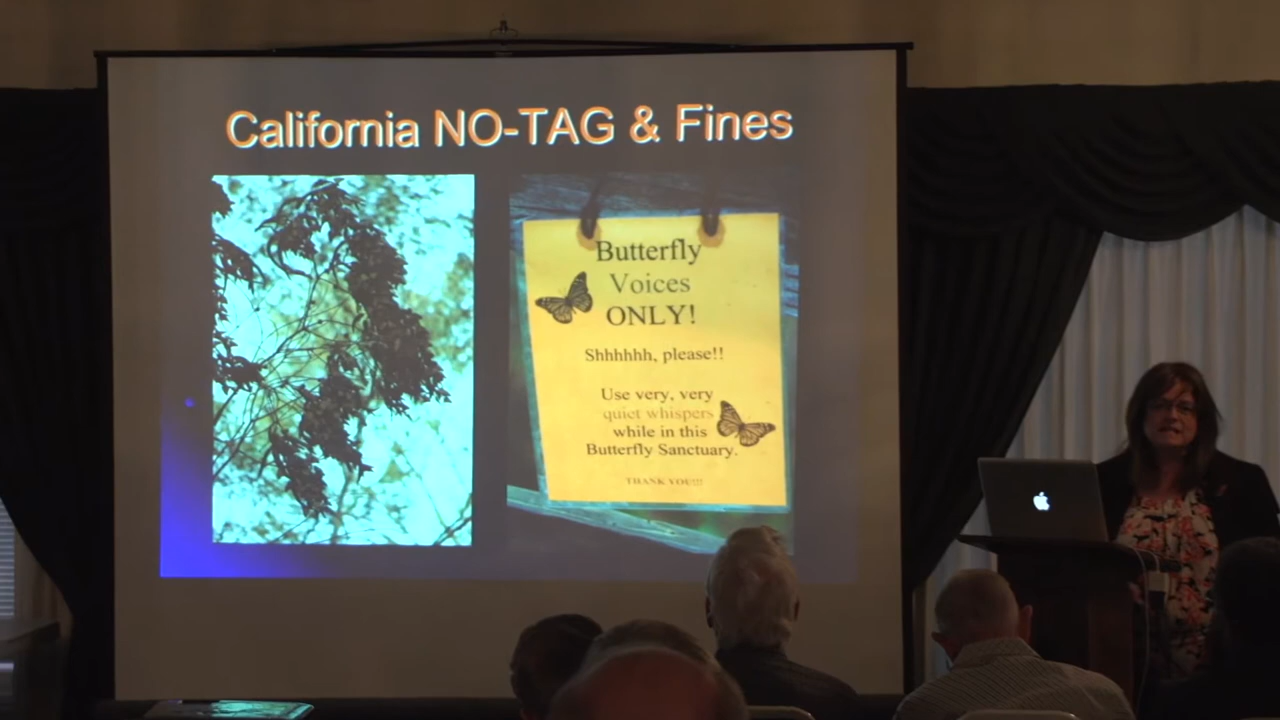 California NO-TAG & Fines
Butterfly
Voices
ONLY!
Shhhhhh, please!!
Use very, very
quiet whispers
while in this
Butterfly Sanctuary.
THANK YOU!!!